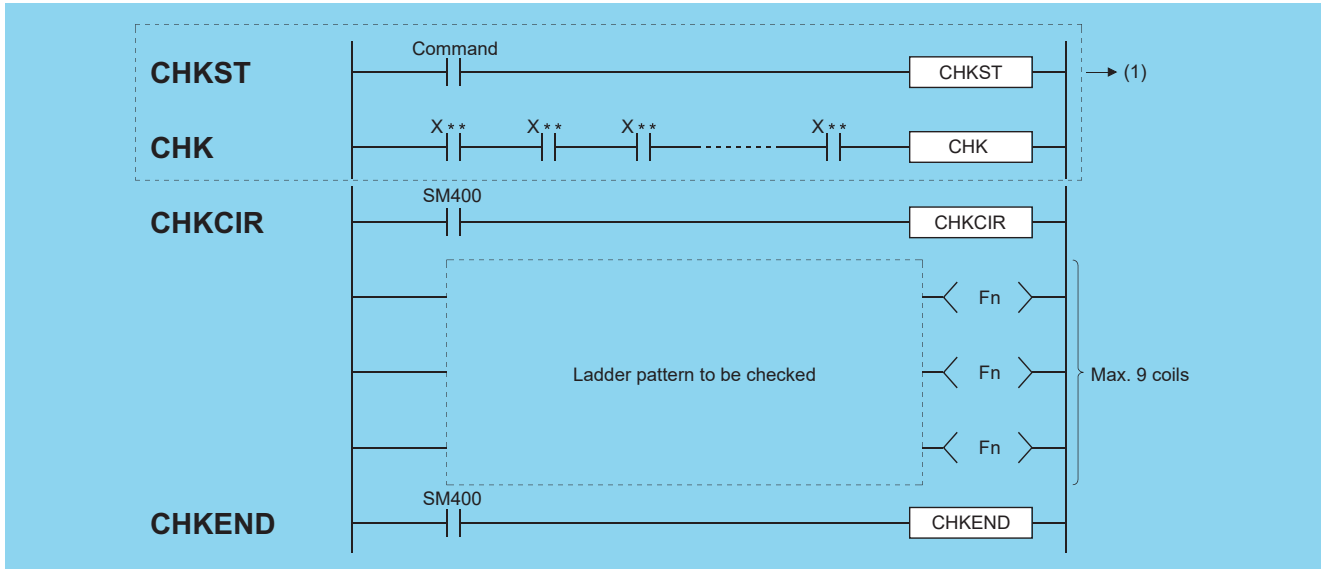 Command
CHKST CHKST (1)
X** X** X** X**
CHK CHK
SM400
CHKCIR CHKCIR
Fn
Ladder pattern to be checked Fn Max. 9 coils
Fn
SM400
CHKEND CHKEND